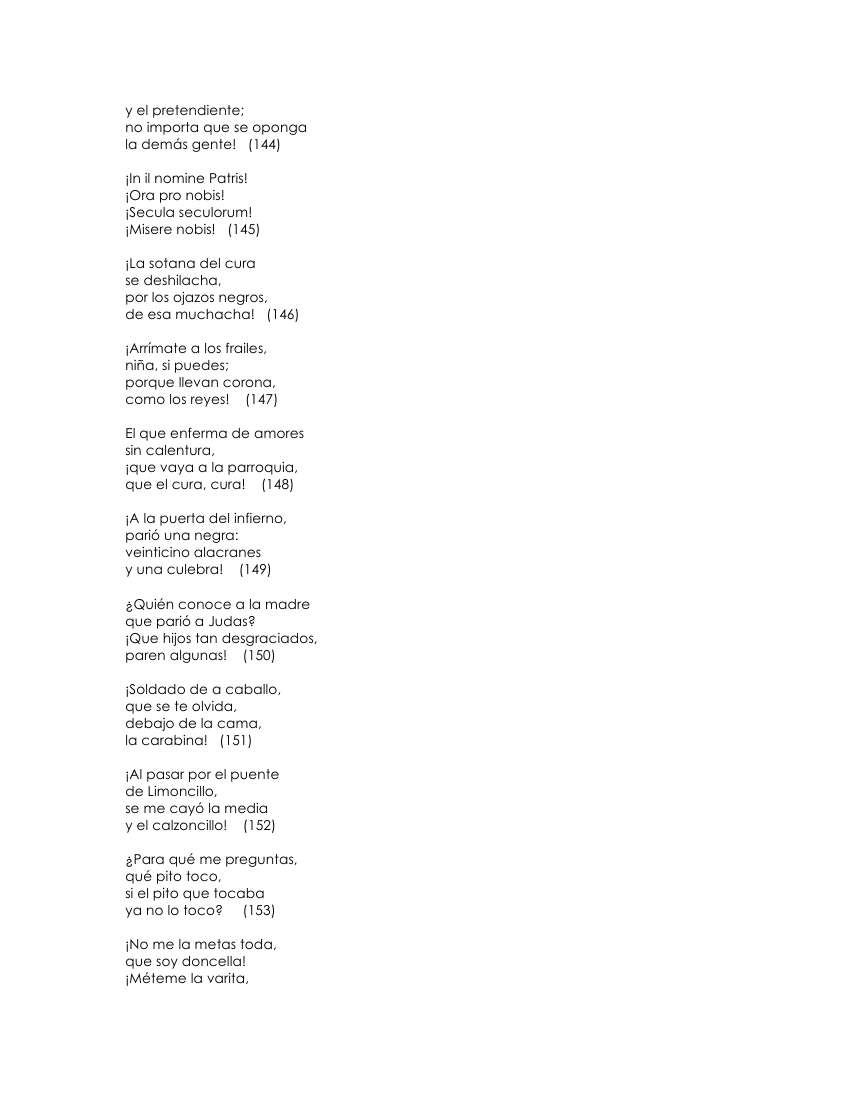 y el pretendiente;
no importa que se oponga
la demás gente! (144)
¡In il nomine Patris!
¡Ora pro nobis!
¡Secula seculorum!
¡Misere nobis! (145)
¡La sotana del cura
se deshilacha,
por los ojazos negros,
de esa muchacha! (146)
¡Arrímate a los frailes,
niña, si puedes;
porque llevan corona,
como los reyes! (147)
El que enferma de amores
sin calentura,
¡que vaya a la parroquia,
que el cura, cura! (148)
¡A la puerta del infierno,
parió una negra:
veinticino alacranes
y una culebra! (149)
¿Quién conoce a la madre
que parió a Judas?
¡Que hijos tan desgraciados,
paren algunas! (150)
¡Soldado de a caballo,
que se te olvida,
debajo de la cama,
la carabina! (151)
¡Al pasar por el puente
de Limoncillo,
se me cayó la media
y el calzoncillo! (152)
¿Para qué me preguntas,
qué pito toco,
si el pito que tocaba
ya no lo toco? (153)
¡No me la metas toda,
que soy doncella!
¡Méteme la varita,